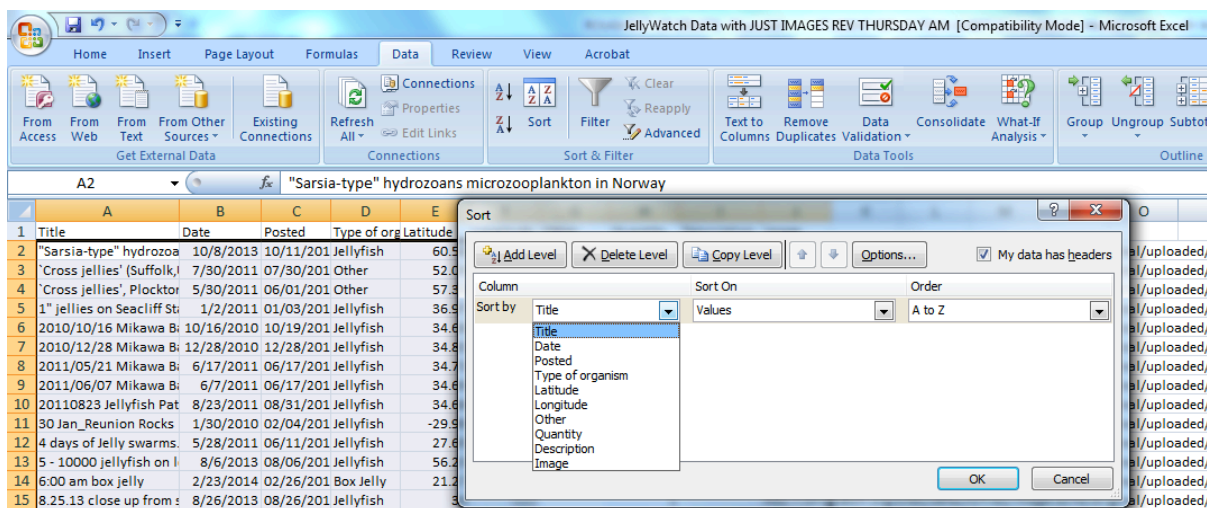 JellyWatch Data with JUST IMAGES REV THURSDAY AM [Compatibility Mode] - Microsoft Excel
Home Insert Page Layout Formulas Data Review View Acrobat
From Access
From Web
From Text
From Other Sources
Existing Connections
Get External Data
Refresh All
Connections
Properties
Edit Links
Connections
A Z
Z A
Z A A Z
Sort
Filter
Clear
Reapply
Advanced
Sort & Filter
Text to Columns
Remove Duplicates
Data Validation
Consolidate
What-If Analysis
Data Tools
Group
Ungroup
Subtot
Outline
A2 fx "Sarsia-type" hydrozoans microzooplankton in Norway
A B C D E O
1 Title Date Posted Type of org Latitude
2 "Sarsia-type" hydrozoa 10/8/2013 10/11/201 Jellyfish 60.5 al/uploaded/
3 `Cross jellies' (Suffolk, 7/30/2011 07/30/201 Other 52.0 al/uploaded/
4 'Cross jellies', Plockton 5/30/2011 06/01/201 Other 57.3 al/uploaded/
5 1" jellies on Seacliff Sta 1/2/2011 01/03/201 Jellyfish 36.9 al/uploaded/
6 2010/10/16 Mikawa Ba 10/16/2010 10/19/201 Jellyfish 34.6 al/uploaded/
7 2010/12/28 Mikawa Ba 12/28/2010 12/28/201 Jellyfish 34.8 al/uploaded/
8 2011/05/21 Mikawa Ba 6/17/2011 06/17/201 Jellyfish 34.7 al/uploaded/
9 2011/06/07 Mikawa Ba 6/7/2011 06/17/201 Jellyfish 34.6 al/uploaded/
10 20110823 Jellyfish Pat 8/23/2011 08/31/201 Jellyfish 34.6 al/uploaded/
11 30 Jan_Reunion Rocks 1/30/2010 02/04/201 Jellyfish -29.9 al/uploaded/
12 4 days of Jelly swarms. 5/28/2011 06/11/201 Jellyfish 27.6 al/uploaded/
13 5 - 10000 jellyfish on l 8/6/2013 08/06/201 Jellyfish 56.2 al/uploaded/
14 6:00 am box jelly 2/23/2014 02/26/201 Box Jelly 21.2 al/uploaded/
15 8.25.13 close up from s 8/26/2013 08/26/201 Jellyfish 3 al/uploaded/
Sort
Add Level Delete Level Copy Level Options... My data has headers
Column Sort On Order
Sort by Title Values A to Z
Title
Date
Posted
Type of organism
Latitude
Longitude
Other
Quantity
Description
Image
OK Cancel